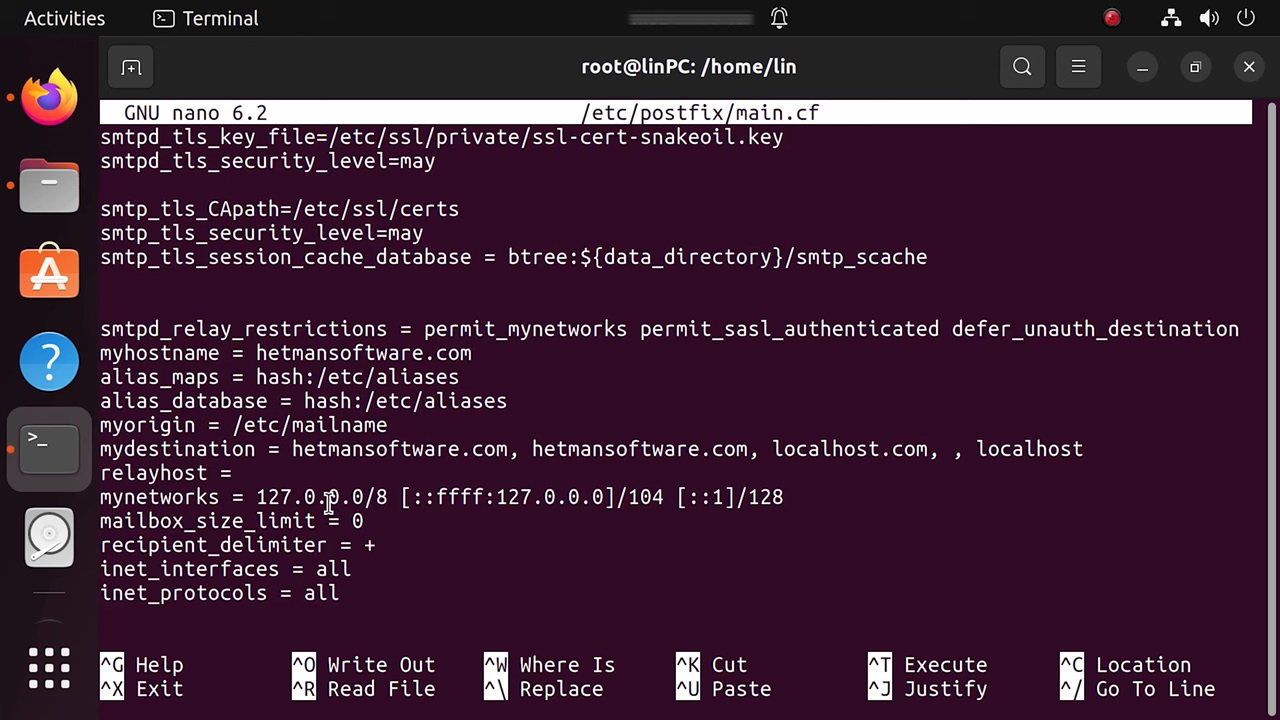 Activities
Terminal
root@linPC: /home/lin
GNU nano 6.2 /etc/postfix/main.cf
smtpd_tls_key_file=/etc/ssl/private/ssl-cert-snakeoil.key
smtpd_tls_security_level=may
smtp_tls_CApath=/etc/ssl/certs
smtp_tls_security_level=may
smtp_tls_session_cache_database = btree:${data_directory}/smtp_scache
smtpd_relay_restrictions = permit_mynetworks permit_sasl_authenticated defer_unauth_destination
myhostname = hetmansoftware.com
alias_maps = hash:/etc/aliases
alias_database = hash:/etc/aliases
myorigin = /etc/mailname
mydestination = hetmansoftware.com, hetmansoftware.com, localhost.com, , localhost
relayhost =
mynetworks = 127.0.0.0/8 [::ffff:127.0.0.0]/104 [::1]/128
mailbox_size_limit = 0
recipient_delimiter = +
inet_interfaces = all
inet_protocols = all
^G Help ^O Write Out ^W Where Is ^K Cut ^T Execute ^C Location
^X Exit ^R Read File ^\ Replace ^U Paste ^J Justify ^/ Go To Line